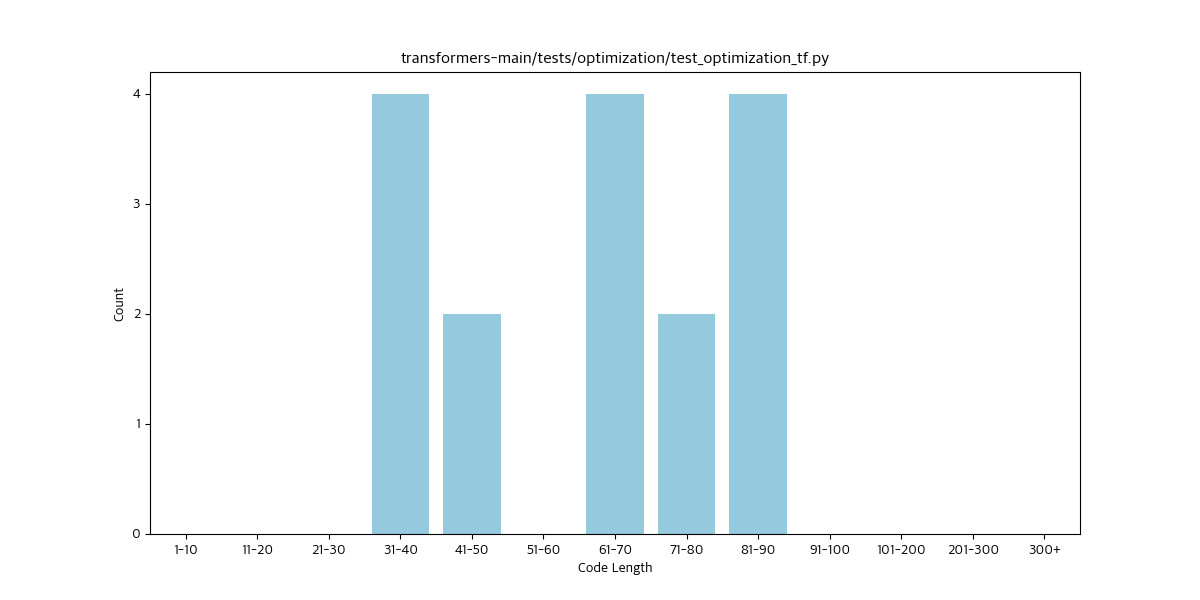 transformers-main/tests/optimization/test_optimization_tf.py
4
3
2
1
0
Count
1-10 11-20 21-30 31-40 41-50 51-60 61-70 71-80 81-90 91-100 101-200 201-300 300+
Code Length